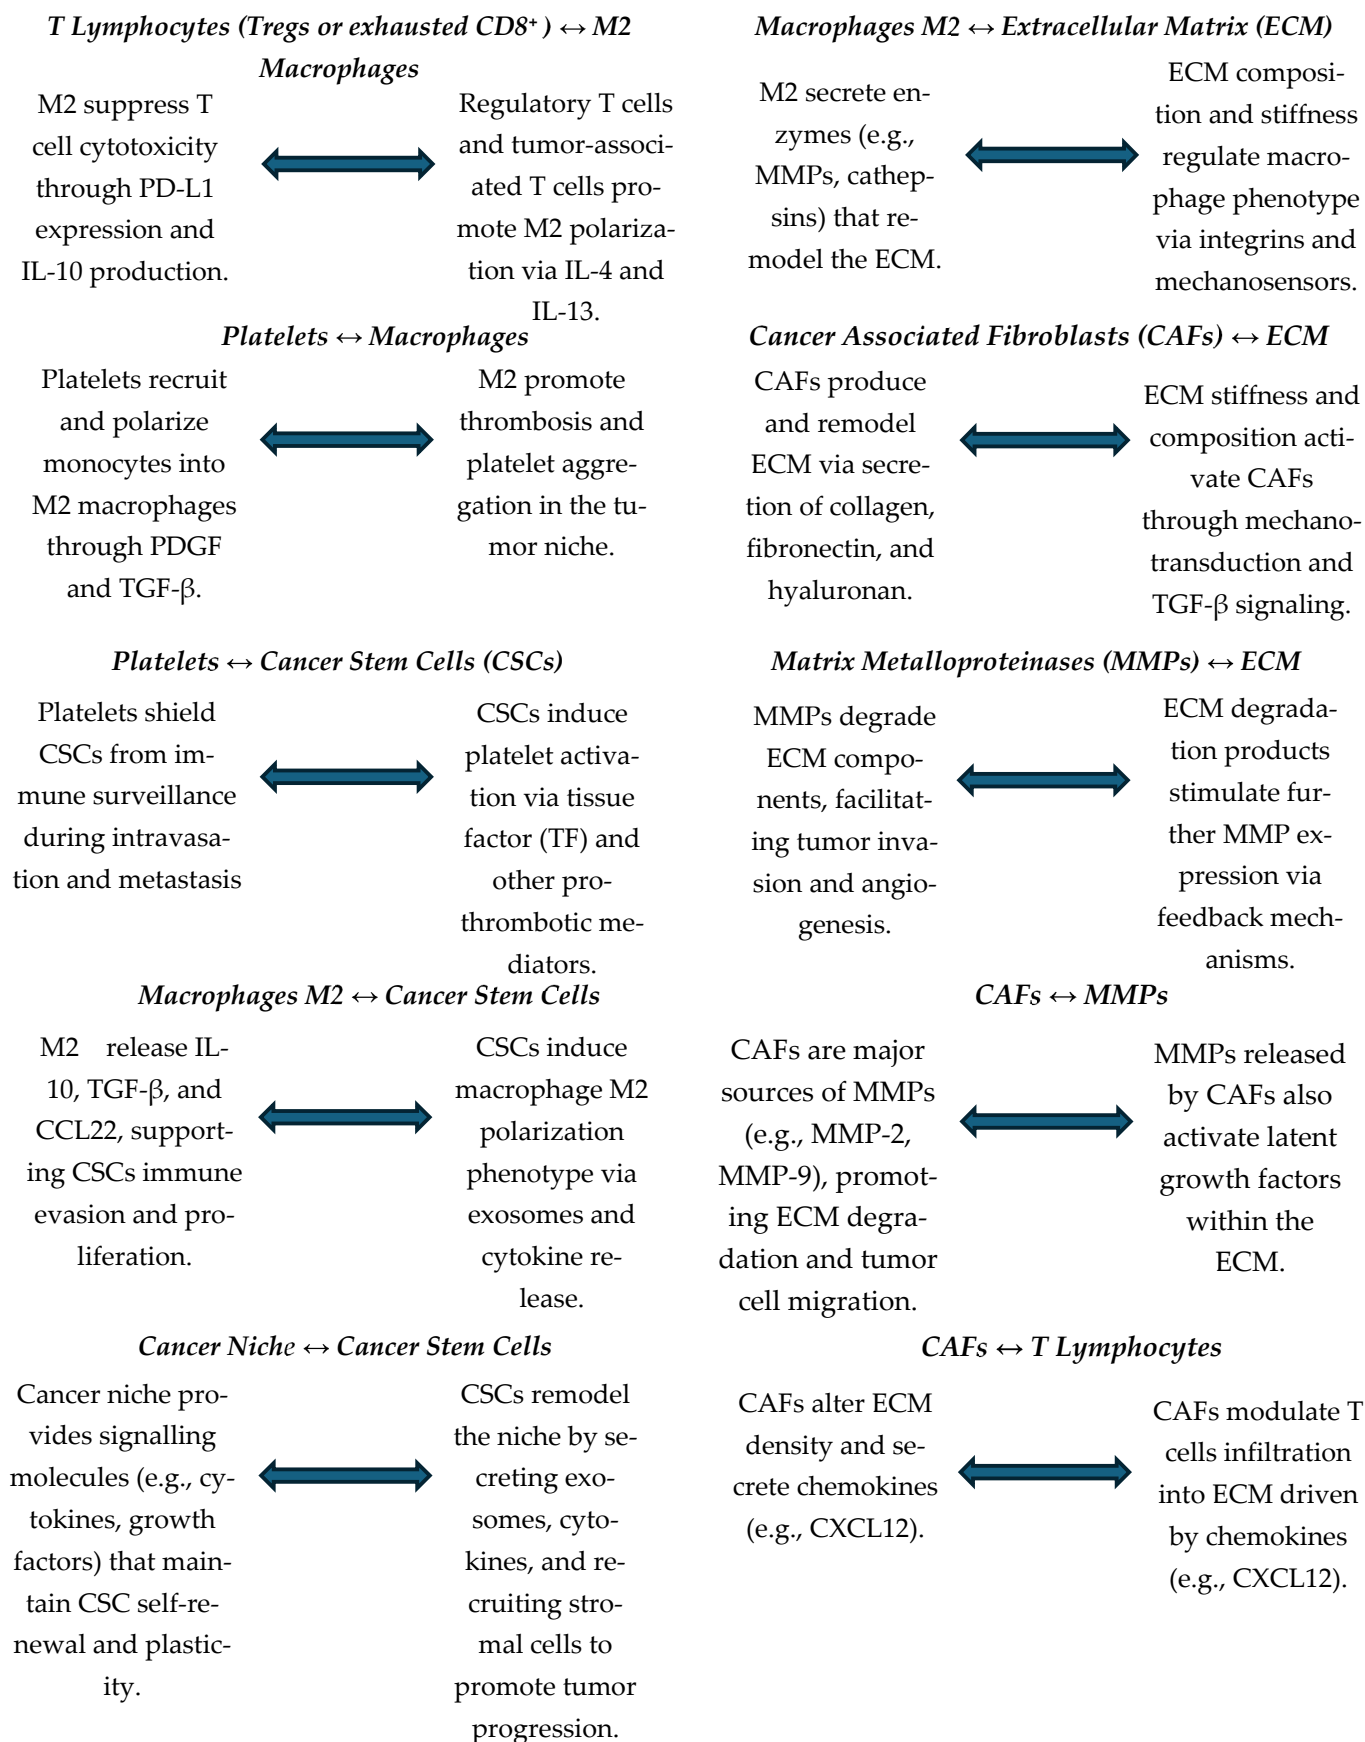 T Lymphocytes (Tregs or exhausted CD8⁺ ) ↔ M2
Macrophages
M2 suppress T
cell cytotoxicity
through PD-L1
expression and
IL-10 production.
Regulatory T cells
and tumor-associ-
ated T cells pro-
mote M2 polariza-
tion via IL-4 and
IL-13.
Macrophages M2 ↔ Extracellular Matrix (ECM)
M2 secrete en-
zymes (e.g.,
MMPs, cathep-
sins) that re-
model the ECM.
ECM composi-
tion and stiffness
regulate macro-
phage phenotype
via integrins and
mechanosensors.
Platelets ↔ Macrophages
Platelets recruit
and polarize
monocytes into
M2 macrophages
through PDGF
and TGF-β.
M2 promote
thrombosis and
platelet aggre-
gation in the tu-
mor niche.
Cancer Associated Fibroblasts (CAFs) ↔ ECM
CAFs produce
and remodel
ECM via secre-
tion of collagen,
fibronectin, and
hyaluronan.
ECM stiffness and
composition acti-
vate CAFs
through mechano-
transduction and
TGF-β signaling.
Platelets ↔ Cancer Stem Cells (CSCs)
Platelets shield
CSCs from im-
mune surveillance
during intravasa-
tion and metastasis
CSCs induce
platelet activa-
tion via tissue
factor (TF) and
other pro-
thrombotic me-
diators.
Matrix Metalloproteinases (MMPs) ↔ ECM
MMPs degrade
ECM compo-
nents, facilitat-
ing tumor inva-
sion and angio-
genesis.
ECM degrada-
tion products
stimulate fur-
ther MMP ex-
pression via
feedback mech-
anisms.
Macrophages M2 ↔ Cancer Stem Cells
M2 release IL-
10, TGF-β, and
CCL22, support-
ing CSCs immune
evasion and pro-
liferation.
CSCs induce
macrophage M2
polarization
phenotype via
exosomes and
cytokine re-
lease.
CAFs ↔ MMPs
CAFs are major
sources of MMPs
(e.g., MMP-2,
MMP-9), promot-
ing ECM degra-
dation and tumor
cell migration.
MMPs released
by CAFs also
activate latent
growth factors
within the
ECM.
Cancer Niche ↔ Cancer Stem Cells
Cancer niche pro-
vides signalling
molecules (e.g., cy-
tokines, growth
factors) that main-
tain CSC self-re-
newal and plastic-
ity.
CSCs remodel
the niche by se-
creting exo-
somes, cyto-
kines, and re-
cruiting stro-
mal cells to
promote tumor
progression.
CAFs ↔ T Lymphocytes
CAFs alter ECM
density and se-
crete chemokines
(e.g., CXCL12).
CAFs modulate T
cells infiltration
into ECM driven
by chemokines
(e.g., CXCL12).